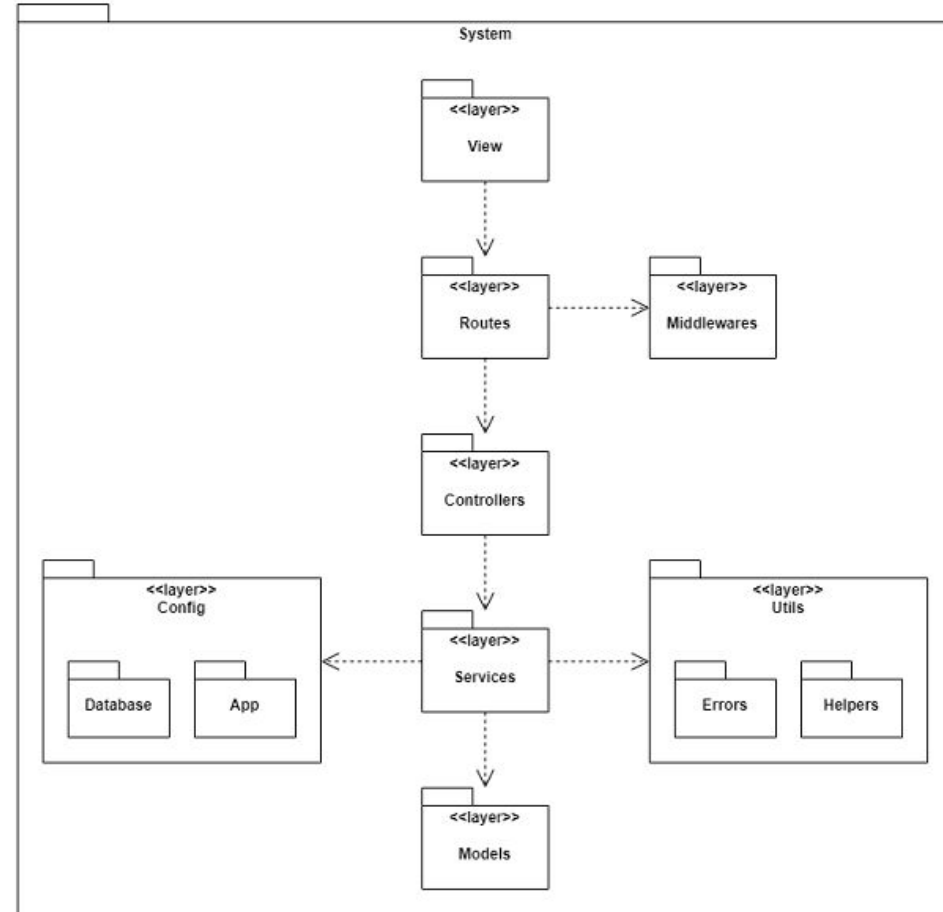 System
<<layer>>
View
<<layer>>
Routes
<<layer>>
Middlewares
<<layer>>
Controllers
<<layer>>
Config
Database
App
<<layer>>
Services
<<layer>>
Utils
Errors
Helpers
<<layer>>
Models